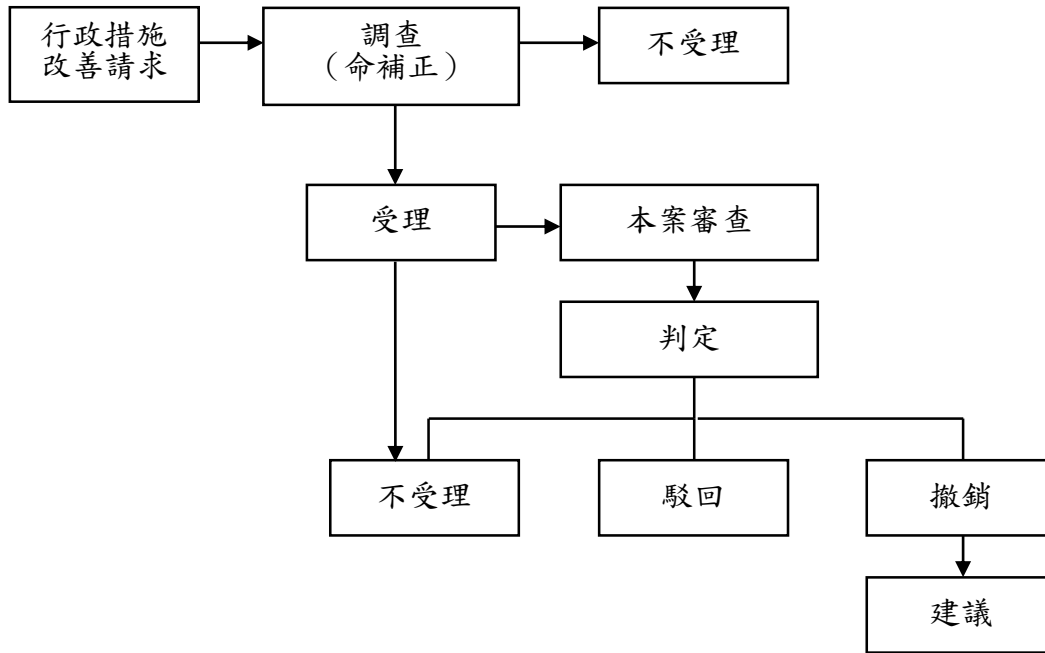 行政措施
改善請求
調查
（命補正）
不受理
受理
本案審查
判定
不受理
駁回
撤銷
建議